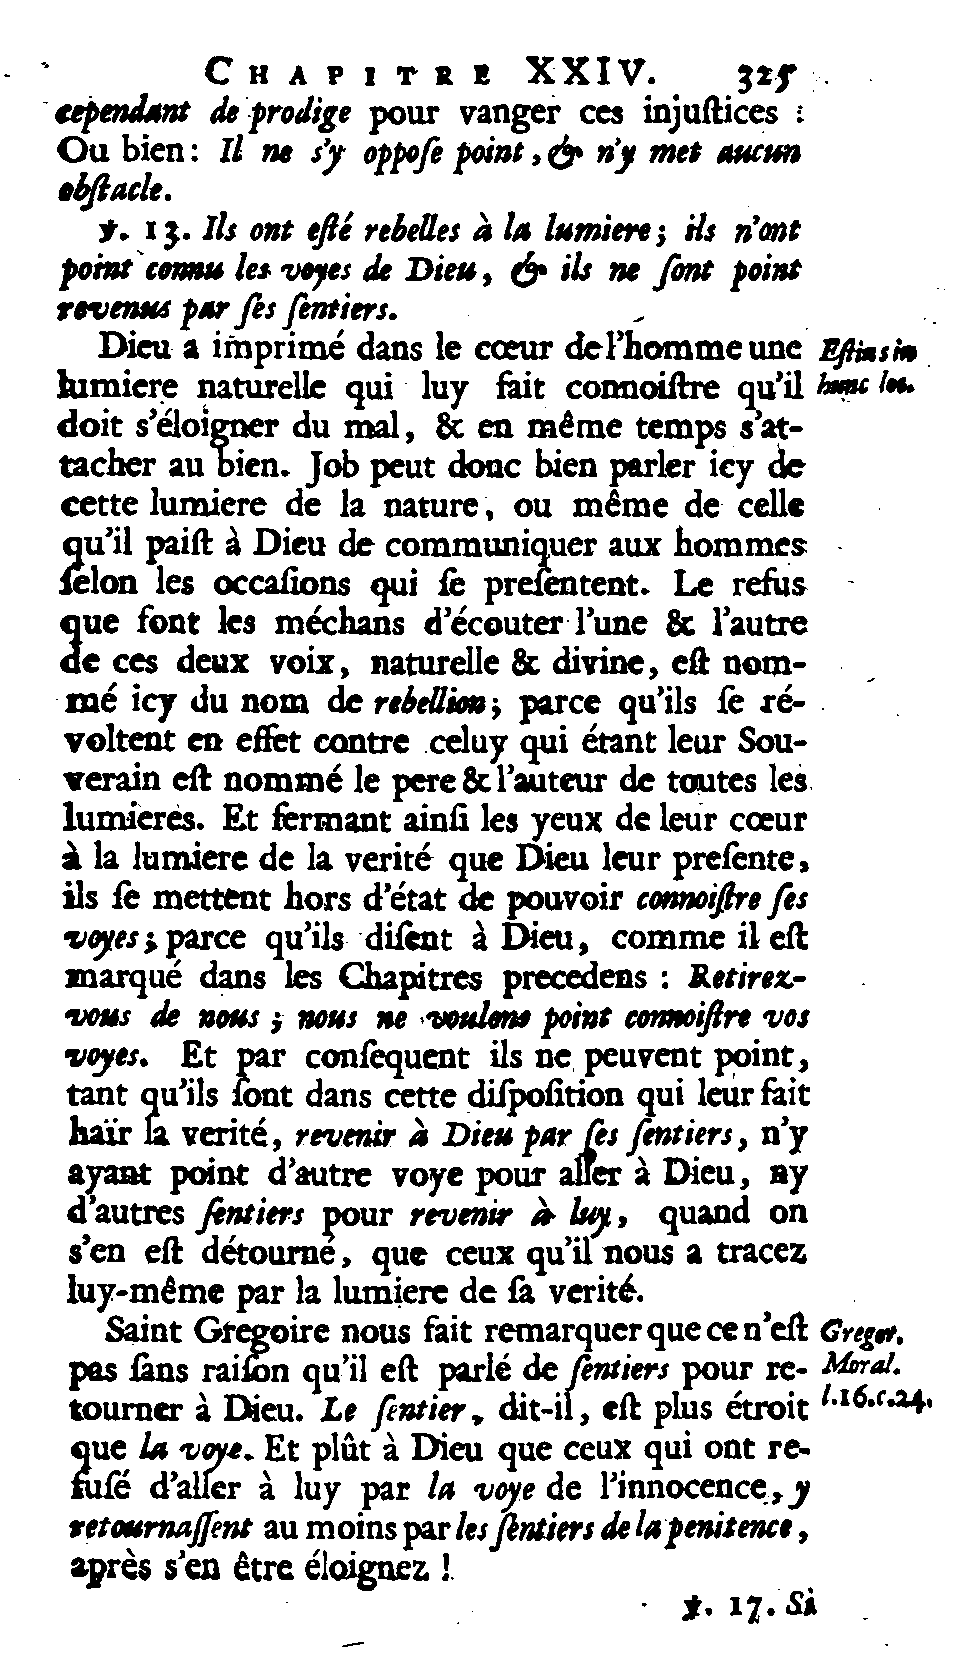 CHAPITRE XXIV. 325
cependant de prodige pour vanger ces injuſtices :
Ou bien: Il ne s'y oppoſe point, & n'y met aucun
obſtacle.
℣. 13. Ils ont eſté rebelles à la lumiere; ils n'ont
point connu les voyes de Dieu, & ils ne ſont point
revenus par ſes ſentiers.
Dieu a imprimé dans le cœur de l'homme une
Eſtius in
lumiere naturelle qui luy fait connoiſtre qu'il
hunc loc.
doit s'éloigner du mal, & en même temps s'at-
tacher au bien. Job peut donc bien parler icy de
cette lumiere de la nature, ou même de celle
qu'il paiſt à Dieu de communiquer aux hommes
ſelon les occaſions qui ſe preſentent. Le refus
que font les méchans d'écouter l'une & l'autre
de ces deux voix, naturelle & divine, eſt nom-
mé icy du nom de rebellion; parce qu'ils ſe ré-
voltent en effet contre celuy qui étant leur Sou-
verain eſt nommé le pere & l'auteur de toutes les
lumieres. Et fermant ainſi les yeux de leur cœur
à la lumiere de la verité que Dieu leur preſente,
ils ſe mettent hors d'état de pouvoir connoiſtre ſes
voyes; parce qu'ils diſent à Dieu, comme il eſt
marqué dans les Chapitres precedens : Retirez-
vous de nous ; nous ne voulons point connoiſtre vos
voyes. Et par conſequent ils ne peuvent point,
tant qu'ils ſont dans cette diſpoſition qui leur fait
haïr la verité, revenir à Dieu par ſes ſentiers, n'y
ayant point d'autre voye pour aller à Dieu, ny
d'autres ſentiers pour revenir à luy, quand on
s'en eſt détourné, que ceux qu'il nous a tracez
luy-même par la lumiere de ſa verité.
Saint Gregoire nous fait remarquer que ce n'eſt
Gregor.
pas ſans raiſon qu'il eſt parlé de ſentiers pour re-
Moral.
tourner à Dieu. Le ſentier, dit-il, eſt plus étroit
l.16.c.24.
que la voye. Et plût à Dieu que ceux qui ont re-
fuſé d'aller à luy par la voye de l'innocence, y
retournaſſent au moins par les ſentiers de la penitence,
après s'en être éloignez !
℣. 17. Si